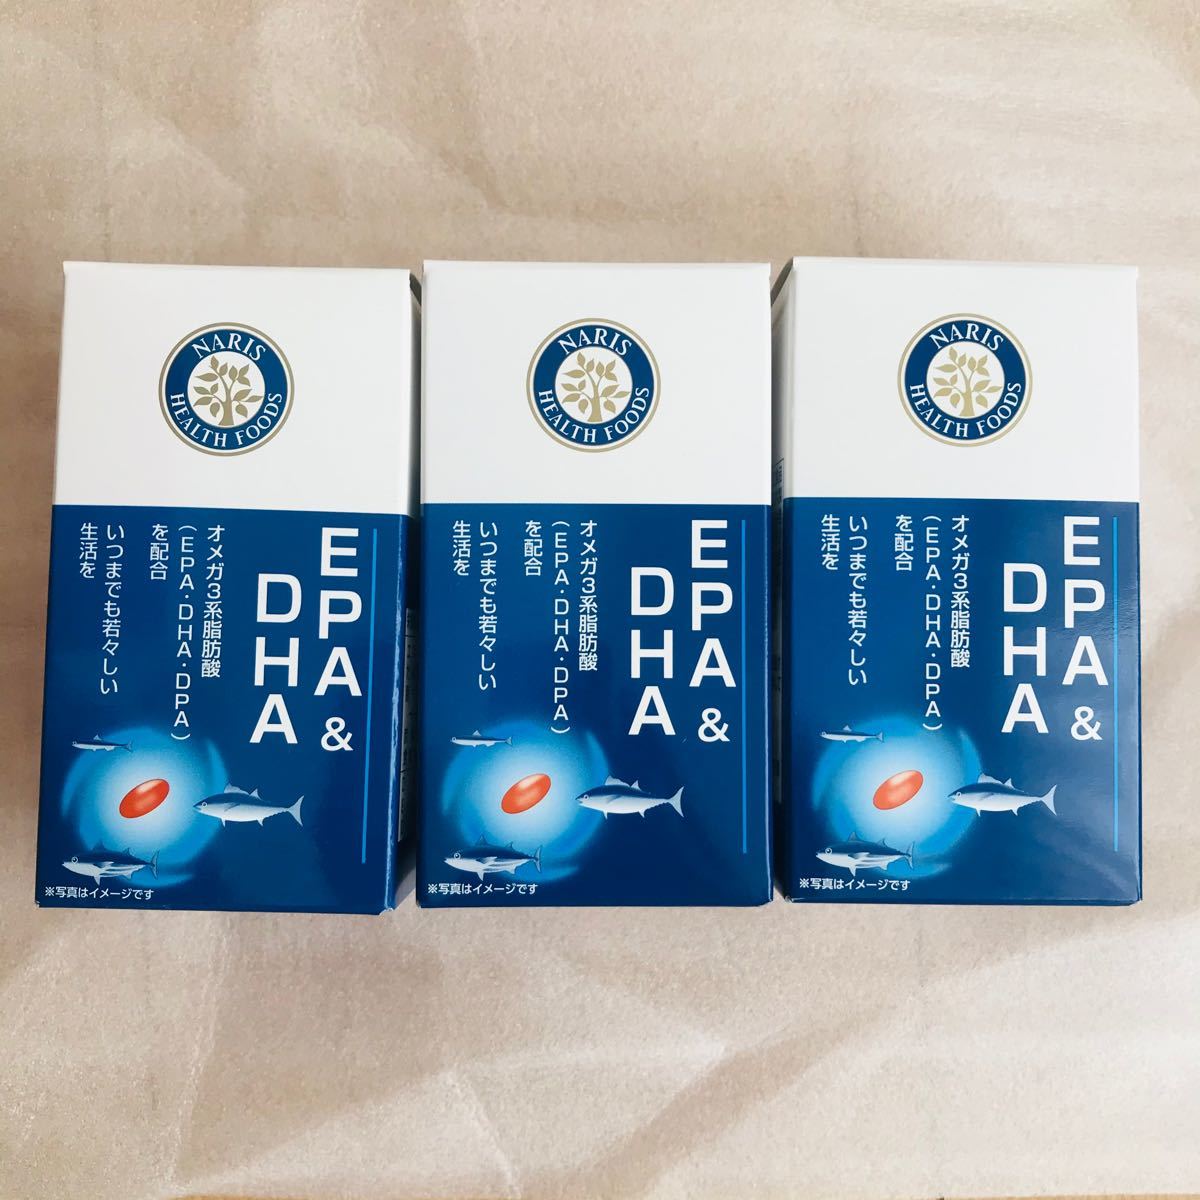 NARIS
HEALTH FOODS
EPA &
DHA
オメガ3系脂肪酸
(EPA・DHA・DPA)
を配合
いつまでも若々しい
生活を
※写真はイメージです
NARIS
HEALTH FOODS
EPA &
DHA
オメガ3系脂肪酸
(EPA・DHA・DPA)
を配合
いつまでも若々しい
生活を
※写真はイメージです
NARIS
HEALTH FOODS
EPA &
DHA
オメガ3系脂肪酸
(EPA・DHA・DPA)
を配合
いつまでも若々しい
生活を
※写真はイメージです